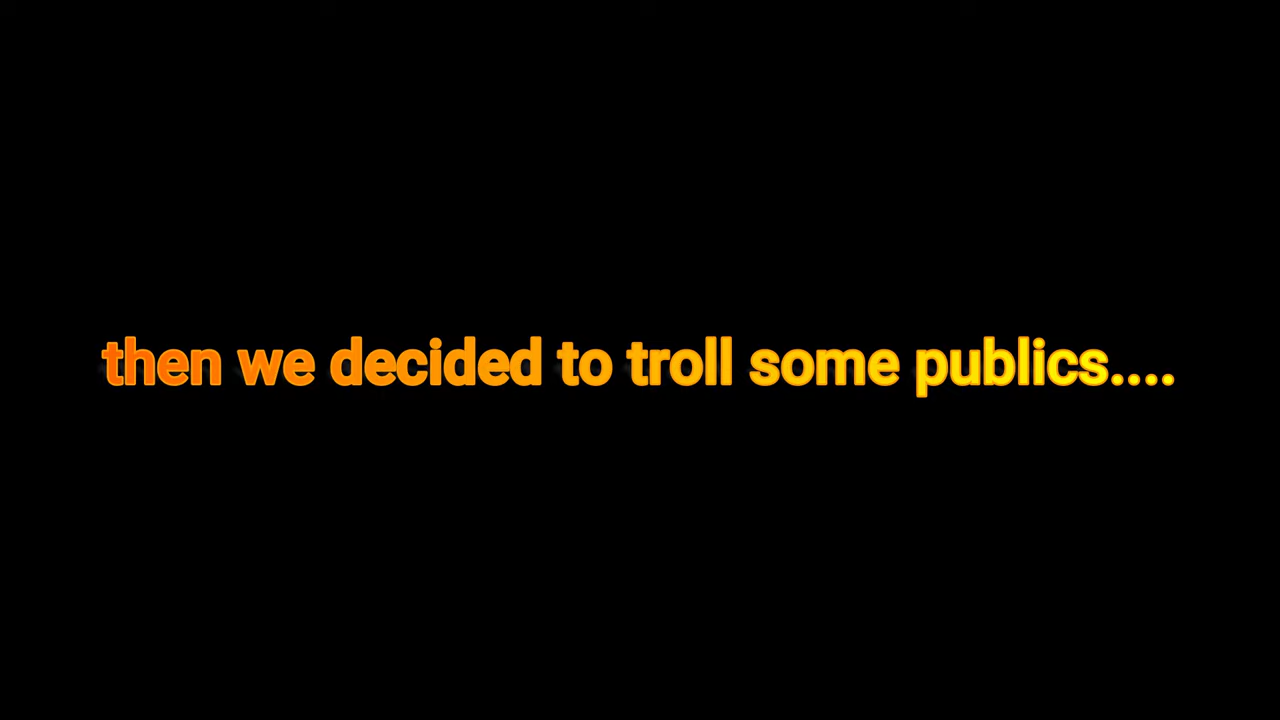 then we decided to troll some publics....